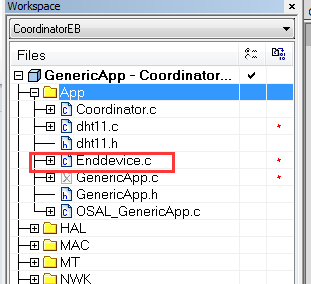 Workspace
CoordinatorEB
Files
GenericApp - Coordinator...
App
Coordinator.c
dht11.c
dht11.h
Enddevice.c
GenericApp.c
GenericApp.h
OSAL_GenericApp.c
HAL
MAC
MT
NWK